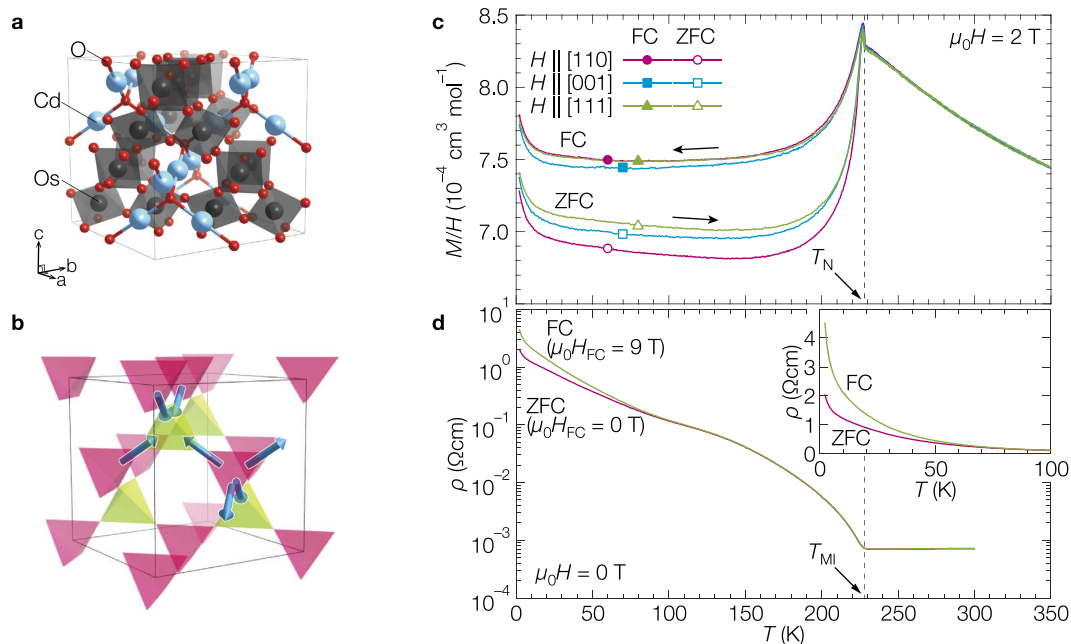 a
O
Cd
Os
c
b
a
b
c
8.5
8.0
7.5
7.0
1
M/H (10⁻⁴ cm³ mol⁻¹)
FC ZFC
H || [110]
H || [001]
H || [111]
μ₀H = 2 T
FC
ZFC
T_N
d
10¹
10⁰
10⁻¹
10⁻²
10⁻³
10⁻⁴
ρ (Ωcm)
FC
(μ₀H_FC = 9 T)
ZFC
(μ₀H_FC = 0 T)
μ₀H = 0 T
T_MI
0 50 100 150 200 250 300 350
T (K)
4
3
2
1
0
ρ (Ωcm)
FC
ZFC
0 50 100
T (K)